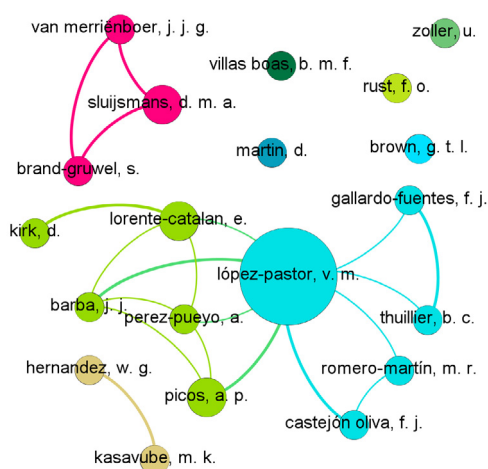 van merriënboer, j. j. g.
zoller, u.
villas boas, b. m. f.
rust, f. o.
sluijsmans, d. m. a.
martin, d.
brown, g. t. l.
brand-gruwel, s.
gallardo-fuentes, f. j.
lorente-catalan, e.
kirk, d.
lópez-pastor, v. m.
barba, j. j.
perez-pueyo, a.
thuillier, b. c.
hernandez, w. g.
romero-martín, m. r.
picos, a. p.
castejón oliva, f. j.
kasavube, m. k.